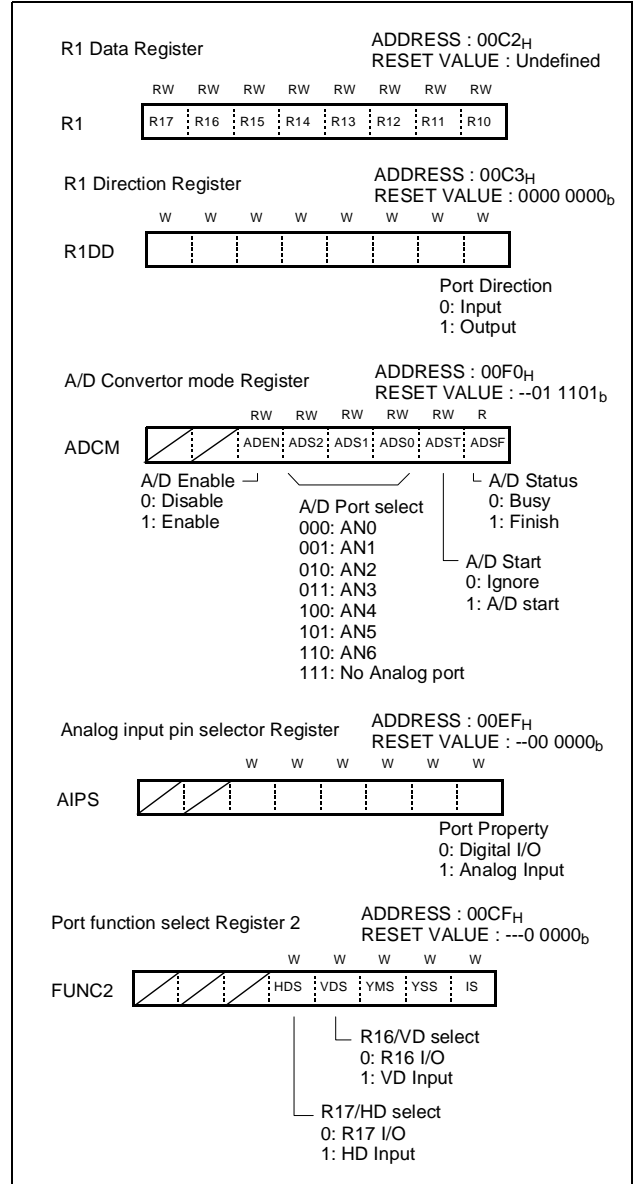 R1 Data Register
ADDRESS : 00C2H
RESET VALUE : Undefined
RW RW RW RW RW RW RW RW
R1 R17 R16 R15 R14 R13 R12 R11 R10
R1 Direction Register
ADDRESS : 00C3H
RESET VALUE : 0000 0000b
W W W W W W W W
R1DD
Port Direction
0: Input
1: Output
A/D Convertor mode Register
ADDRESS : 00F0H
RESET VALUE : --01 1101b
RW RW RW RW RW R
ADCM ADEN ADS2 ADS1 ADS0 ADST ADSF
A/D Enable
0: Disable
1: Enable
A/D Port select
000: AN0
001: AN1
010: AN2
011: AN3
100: AN4
101: AN5
110: AN6
111: No Analog port
A/D Status
0: Busy
1: Finish
A/D Start
0: Ignore
1: A/D start
Analog input pin selector Register
ADDRESS : 00EFH
RESET VALUE : --00 0000b
W W W W W W
AIPS
Port Property
0: Digital I/O
1: Analog Input
Port function select Register 2
ADDRESS : 00CFH
RESET VALUE : ---0 0000b
W W W W W
FUNC2 HDS VDS YMS YSS IS
R16/VD select
0: R16 I/O
1: VD Input
R17/HD select
0: R17 I/O
1: HD Input